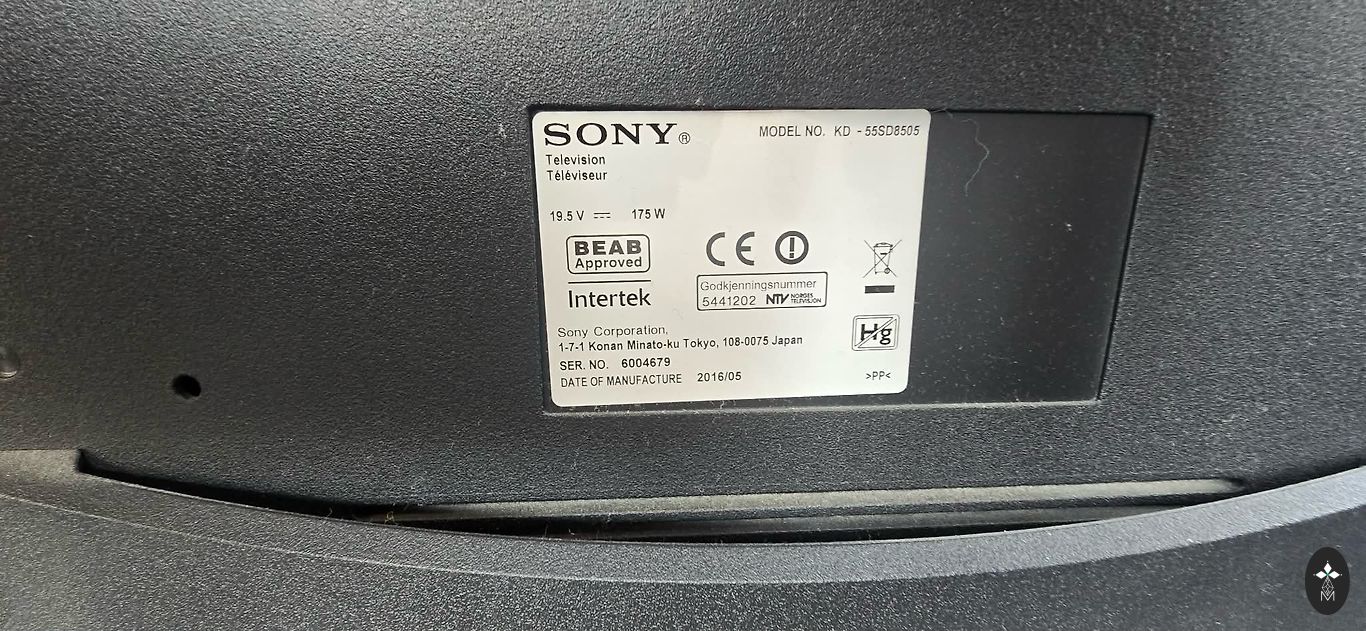 SONY®
MODEL NO. KD - 55SD8505
Television
Téléviseur
19.5 V ⎓ 175 W
BEAB
Approved
Intertek
CE
Godkjenningsnummer
5441202 NTV NORGES TELEVISJON
Hg
Sony Corporation,
1-7-1 Konan Minato-ku Tokyo, 108-0075 Japan
SER. NO. 6004679
DATE OF MANUFACTURE 2016/05
>PP<
M